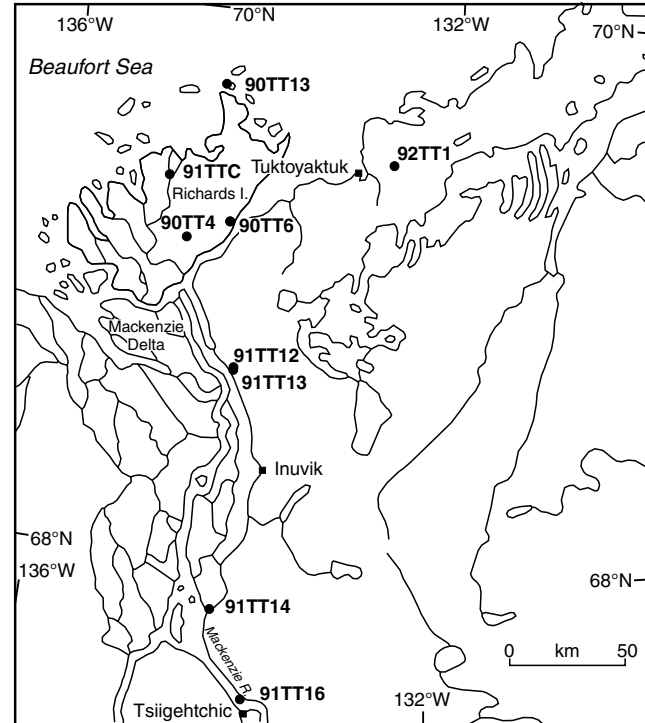 136°W
70°N
132°W
70°N
Beaufort Sea
90TT13
92TT1
Tuktoyaktuk
91TTC
Richards I.
90TT4
90TT6
Mackenzie
Delta
91TT12
91TT13
Inuvik
68°N
136°W
68°N
91TT14
Mackenzie R.
0 km 50
91TT16
Tsiigehtchic
132°W